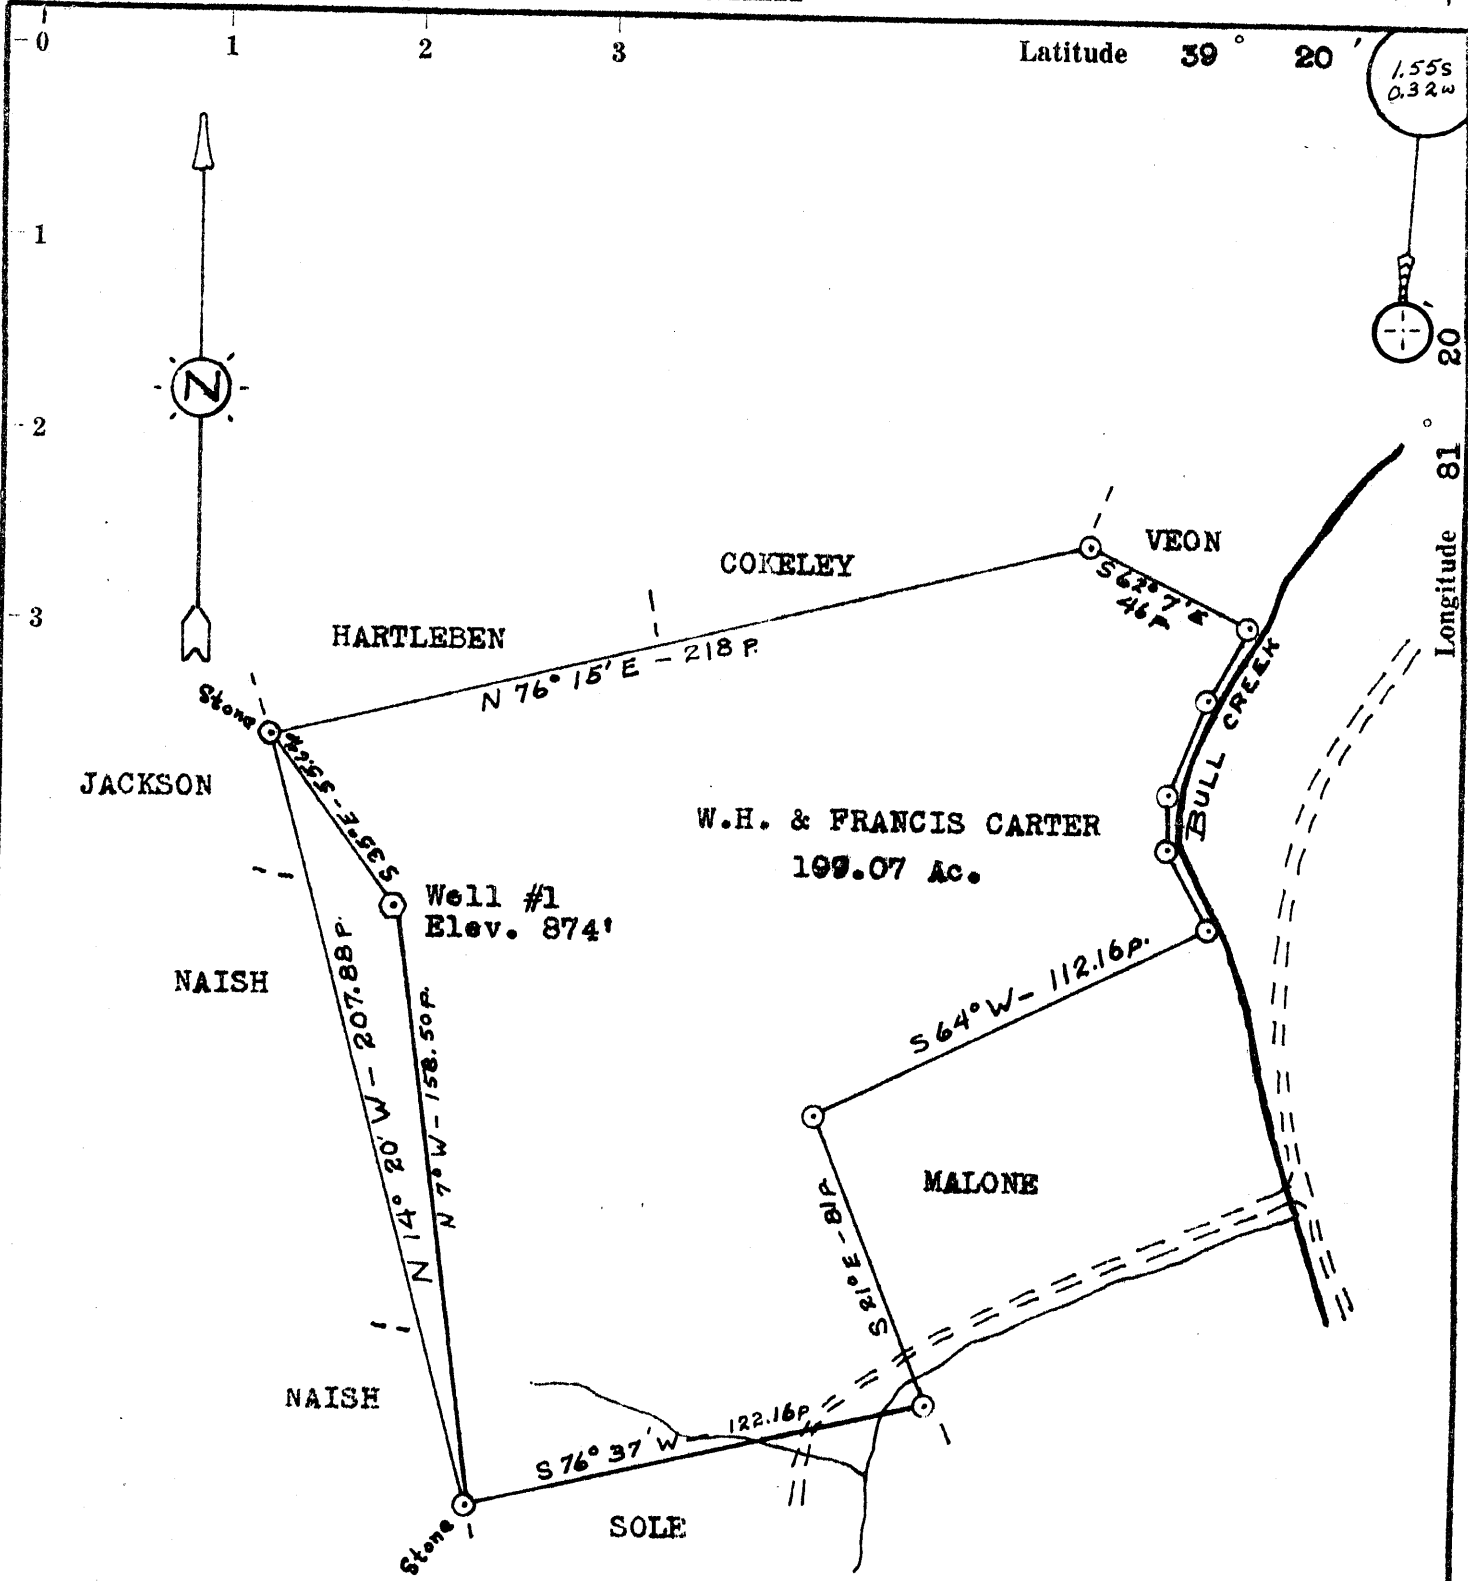 0 1 2 3 Latitude 39° 20'
1.55s
0.32w
1
2
3
N
20'
Longitude 81°
VEON
COKELEY
S 62° 7' E
46 P
HARTLEBEN
N 76° 15' E - 218 P.
Stone
BULL CREEK
JACKSON
W.H. & FRANCIS CARTER
199.07 Ac.
Well #1
Elev. 874'
NAISH
S 64° W - 112.16 P.
N 14° 20' W - 207.88 P.
N 7° W - 158.50 P.
MALONE
S 21° E - 81 P
NAISH
S 76° 37' W - 122.16 P
SOLE
Stone